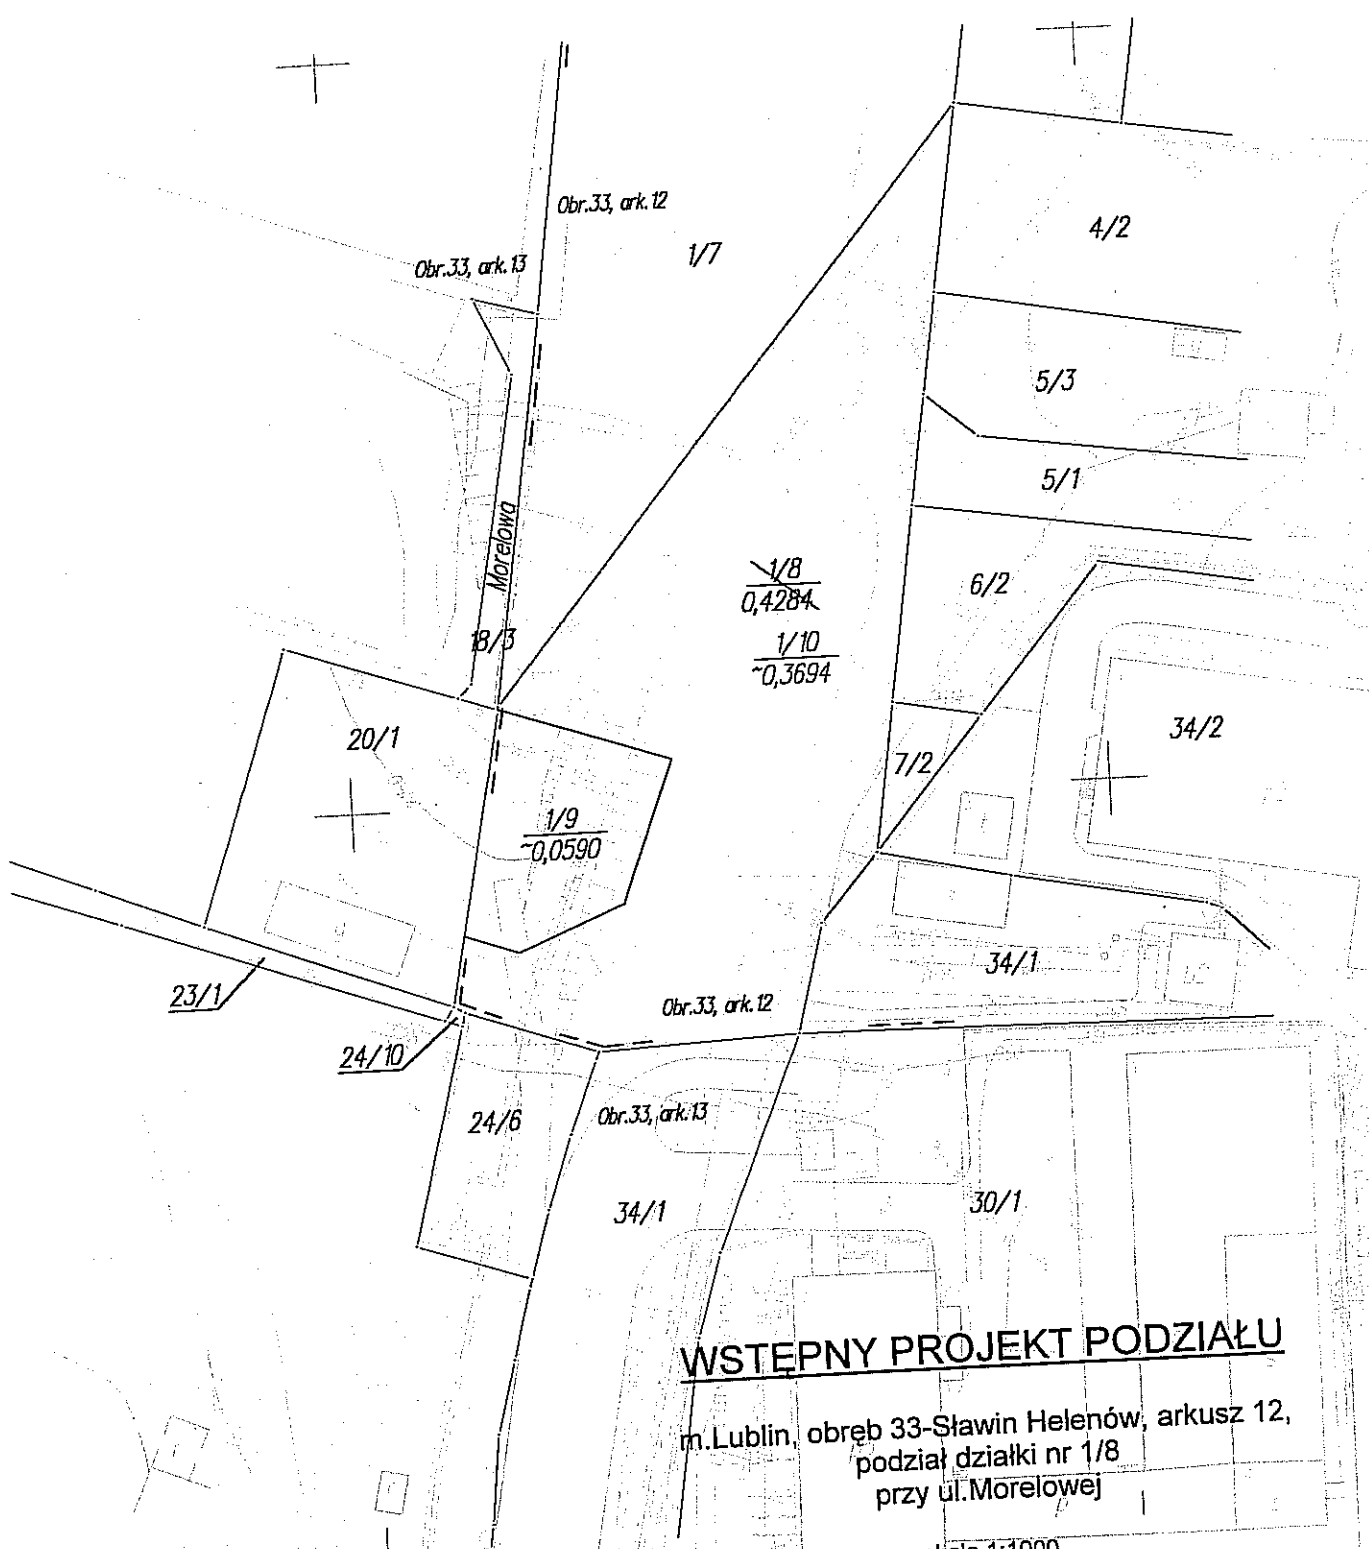 Obr.33, ark.12
Obr.33, ark.13
1/7
4/2
5/3
5/1
Morelowa
1/8
0,4284
6/2
1/10
~0,3694
18/3
20/1
34/2
7/2
1/9
~0,0590
34/1
23/1
Obr.33, ark.12
24/10
24/6
Obr.33, ark.13
34/1
30/1
WSTĘPNY PROJEKT PODZIAŁU
m.Lublin, obręb 33-Sławin Helenów, arkusz 12,
podział działki nr 1/8
przy ul.Morelowej
1:1000